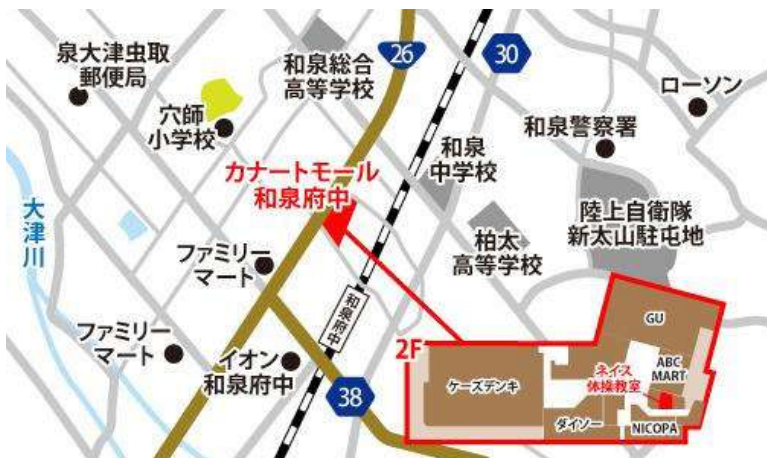 泉大津虫取
郵便局
穴師
小学校
和泉総合
高等学校
26
30
ローソン
和泉警察署
和泉
中学校
カナートモール
和泉府中
大津川
陸上自衛隊
新太山駐屯地
柏太
高等学校
ファミリー
マート
和泉府中
ファミリー
マート
イオン
和泉府中
38
2F
GU
ABC
MART
ネイス
体操教室
ケーズデンキ
ダイソー
NICOPA